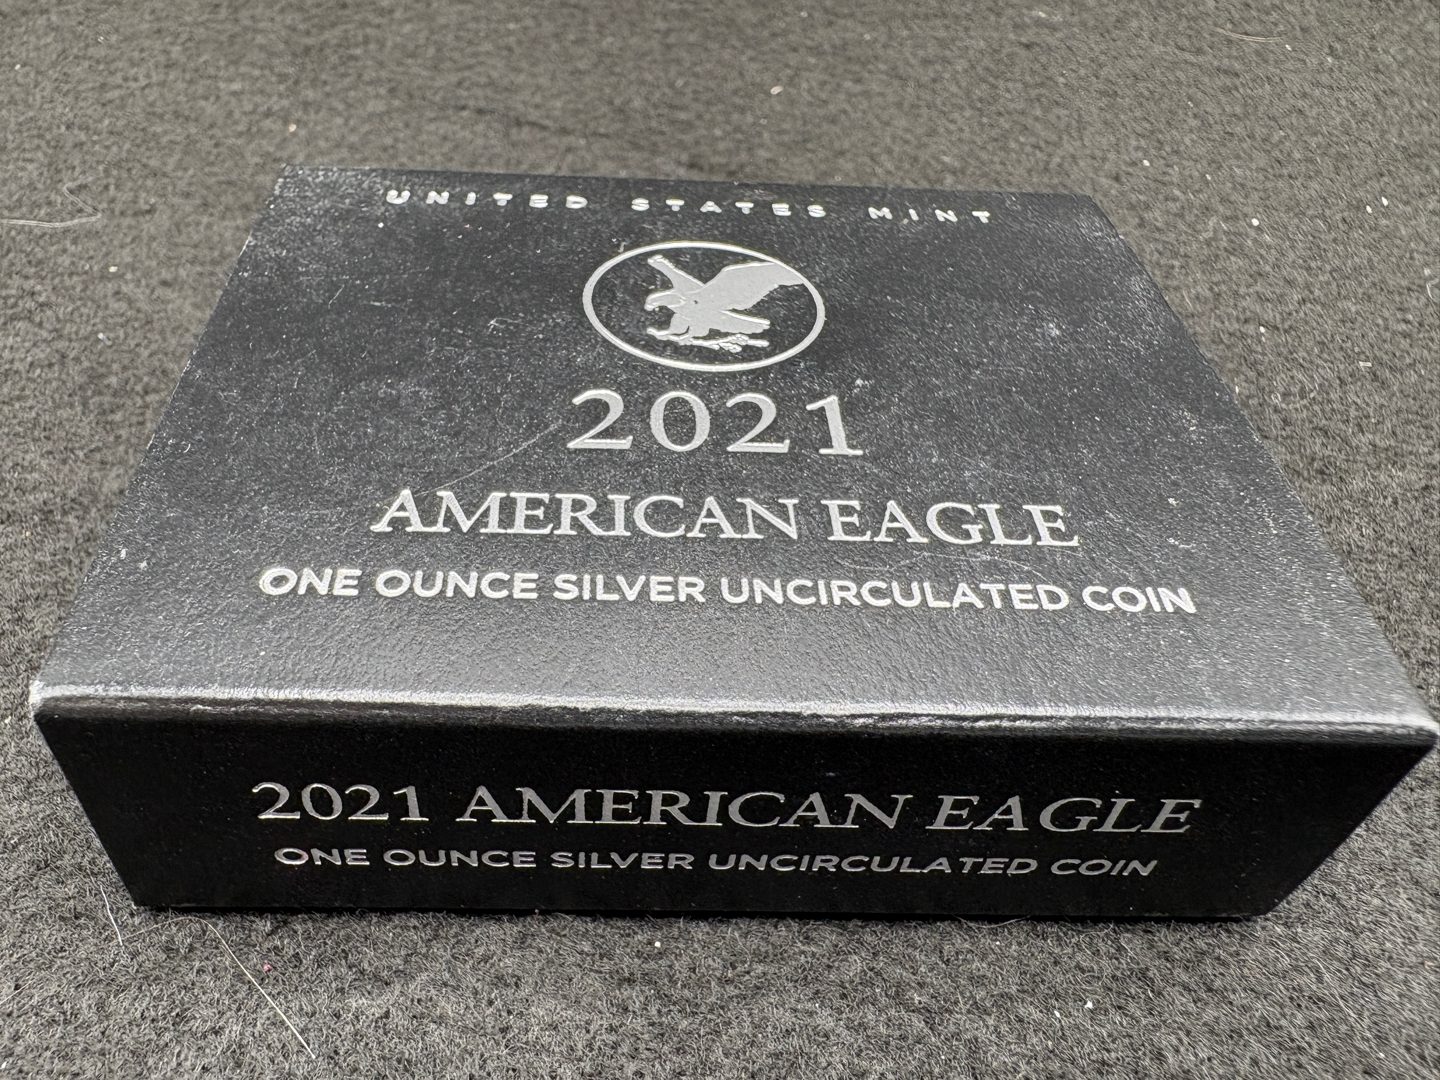 UNITED STATES MINT
2021
AMERICAN EAGLE
ONE OUNCE SILVER UNCIRCULATED COIN
2021 AMERICAN EAGLE
ONE OUNCE SILVER UNCIRCULATED COIN